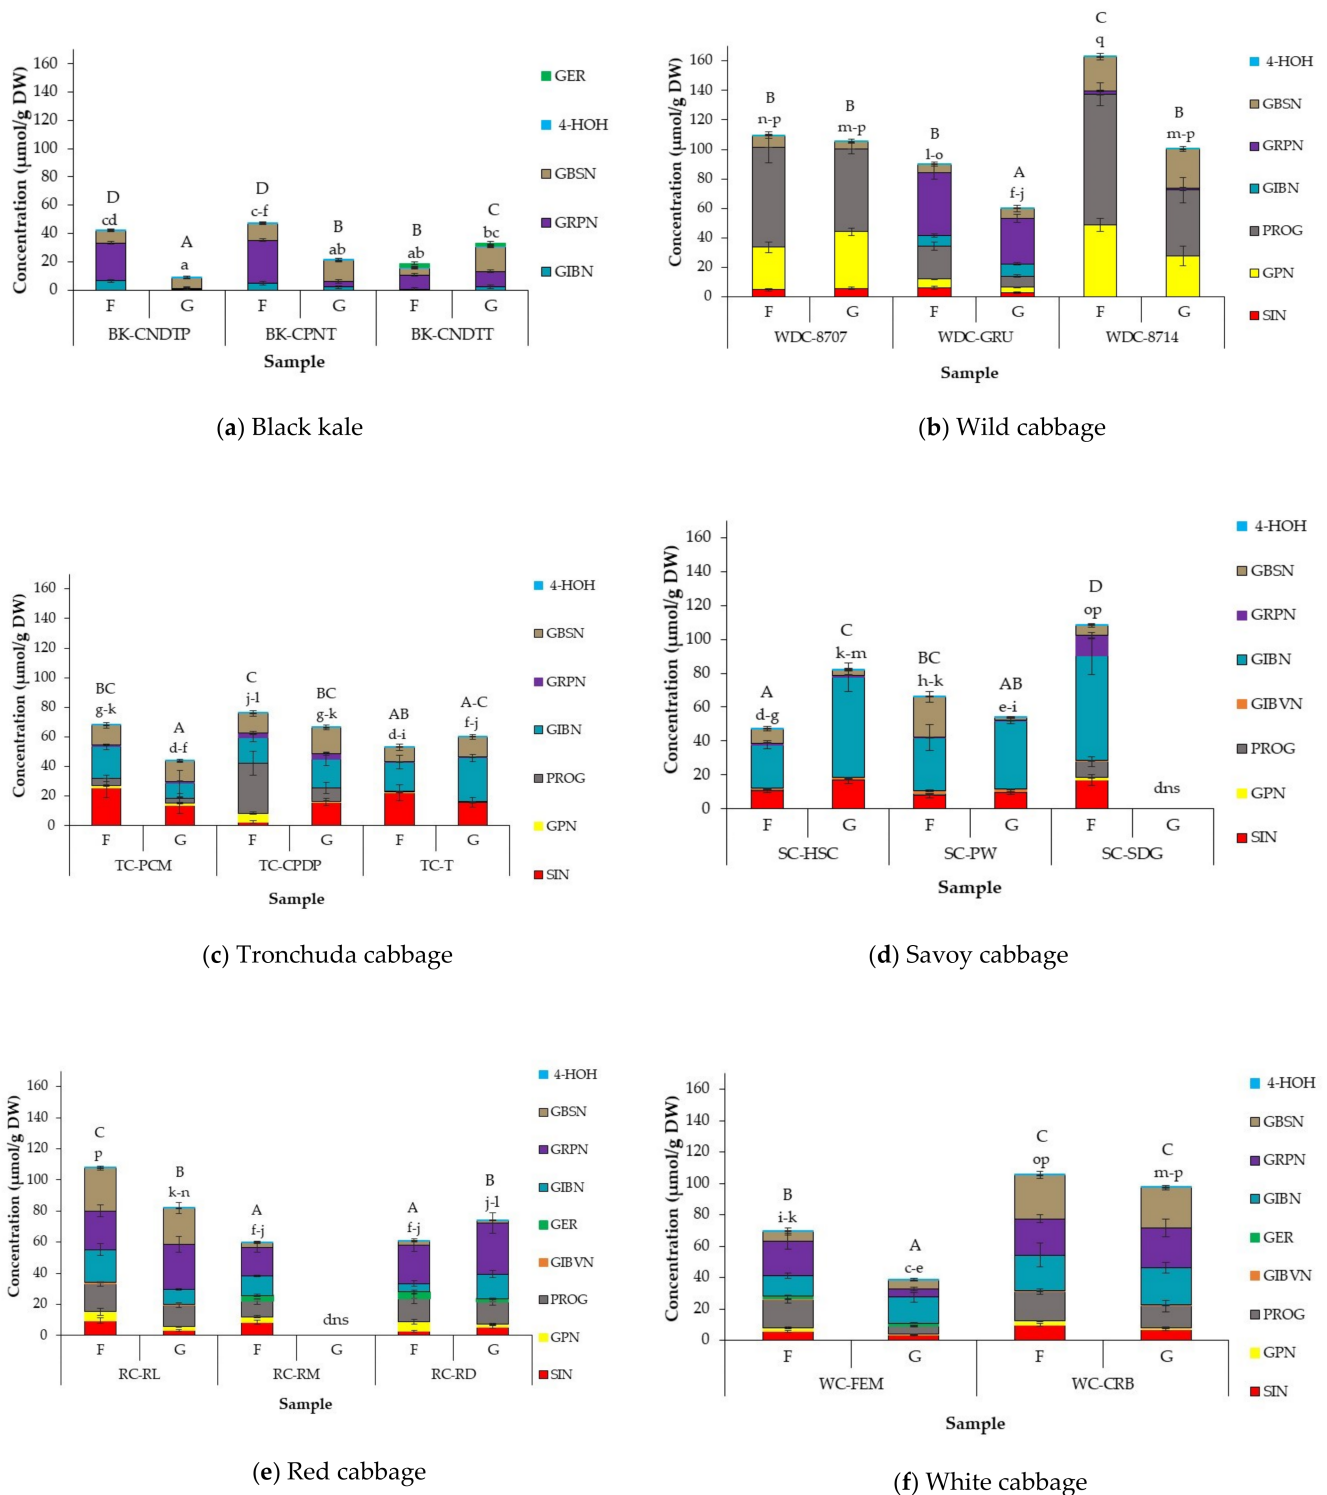 Concentration (µmol/g DW)
160
140
120
100
80
60
40
20
0
D
cd
A
a
D
c-f
B
ab
B
ab
C
bc
F G F G F G
BK-CNDTP BK-CPNT BK-CNDTT
Sample
GER
4-HOH
GBSN
GRPN
GIBN
(a) Black kale
Concentration (µmol/g DW)
160
140
120
100
80
60
40
20
0
B
n-p
B
m-p
B
l-o
A
f-j
C
q
B
m-p
F G F G F G
WDC-8707 WDC-GRU WDC-8714
Sample
4-HOH
GBSN
GRPN
GIBN
PROG
GPN
SIN
(b) Wild cabbage
Concentration (µmol/g DW)
160
140
120
100
80
60
40
20
0
BC
g-k
A
d-f
C
j-l
BC
g-k
AB
d-i
A-C
f-j
F G F G F G
TC-PCM TC-CPDP TC-T
Sample
4-HOH
GBSN
GRPN
GIBN
PROG
GPN
SIN
(c) Tronchuda cabbage
Concentration (µmol/g DW)
160
140
120
100
80
60
40
20
0
A
d-g
C
k-m
BC
h-k
AB
e-i
D
op
dns
F G F G F G
SC-HSC SC-PW SC-SDG
Sample
4-HOH
GBSN
GRPN
GIBN
GIBVN
PROG
GPN
SIN
(d) Savoy cabbage
Concentration (µmol/g DW)
160
140
120
100
80
60
40
20
0
C
p
B
k-n
A
f-j
dns
A
f-j
B
j-l
F G F G F G
RC-RL RC-RM RC-RD
Sample
4-HOH
GBSN
GRPN
GIBN
GER
GIBVN
PROG
GPN
SIN
(e) Red cabbage
Concentration (µmol/g DW)
160
140
120
100
80
60
40
20
0
B
i-k
A
c-e
C
op
C
m-p
F G F G
WC-FEM WC-CRB
Sample
4-HOH
GBSN
GRPN
GIBN
GER
GIBVN
PROG
GPN
SIN
(f) White cabbage